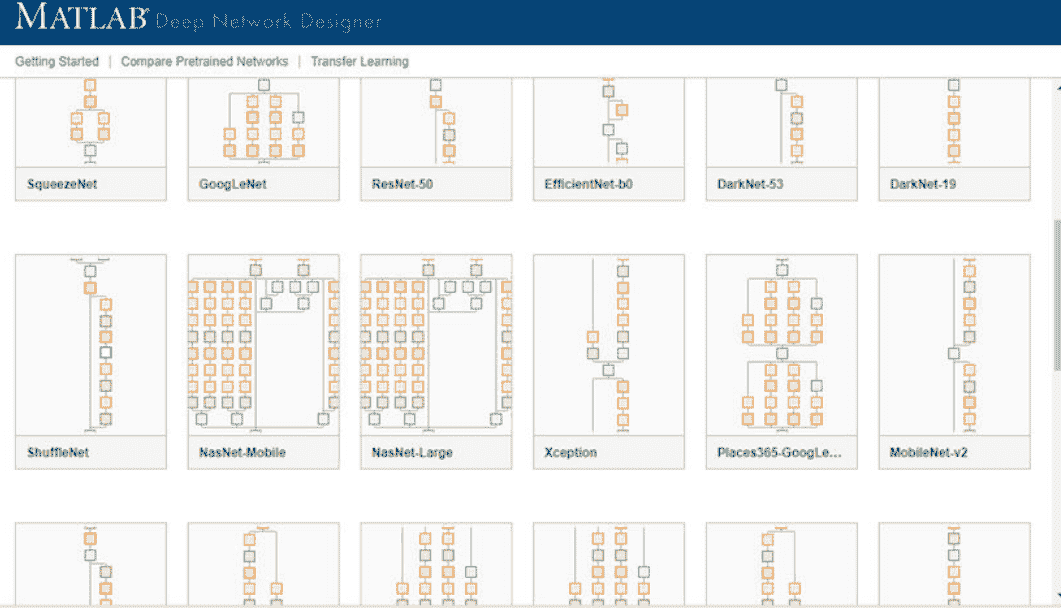 MATLAB® Deep Network Designer
Getting Started | Compare Pretrained Networks | Transfer Learning
SqueezeNet
GoogLeNet
ResNet-50
EfficientNet-b0
DarkNet-53
DarkNet-19
ShuffleNet
NasNet-Mobile
NasNet-Large
Xception
Places365-GoogLe...
MobileNet-v2